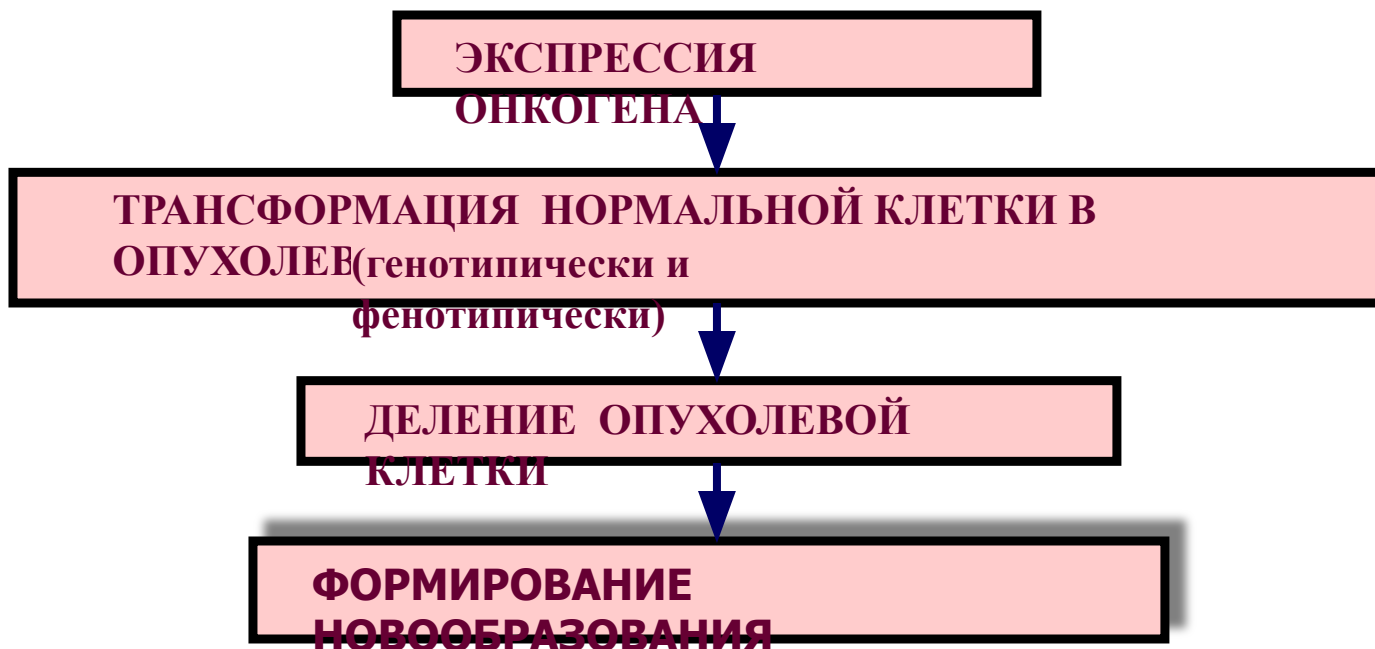 ЭКСПРЕССИЯ
ОНКОГЕНА
ТРАНСФОРМАЦИЯ НОРМАЛЬНОЙ КЛЕТКИ В
ОПУХОЛЕВ
(генотипически и
фенотипически)
ДЕЛЕНИЕ ОПУХОЛЕВОЙ
КЛЕТКИ
ФОРМИРОВАНИЕ
НОВООБРАЗОВАНИЯ